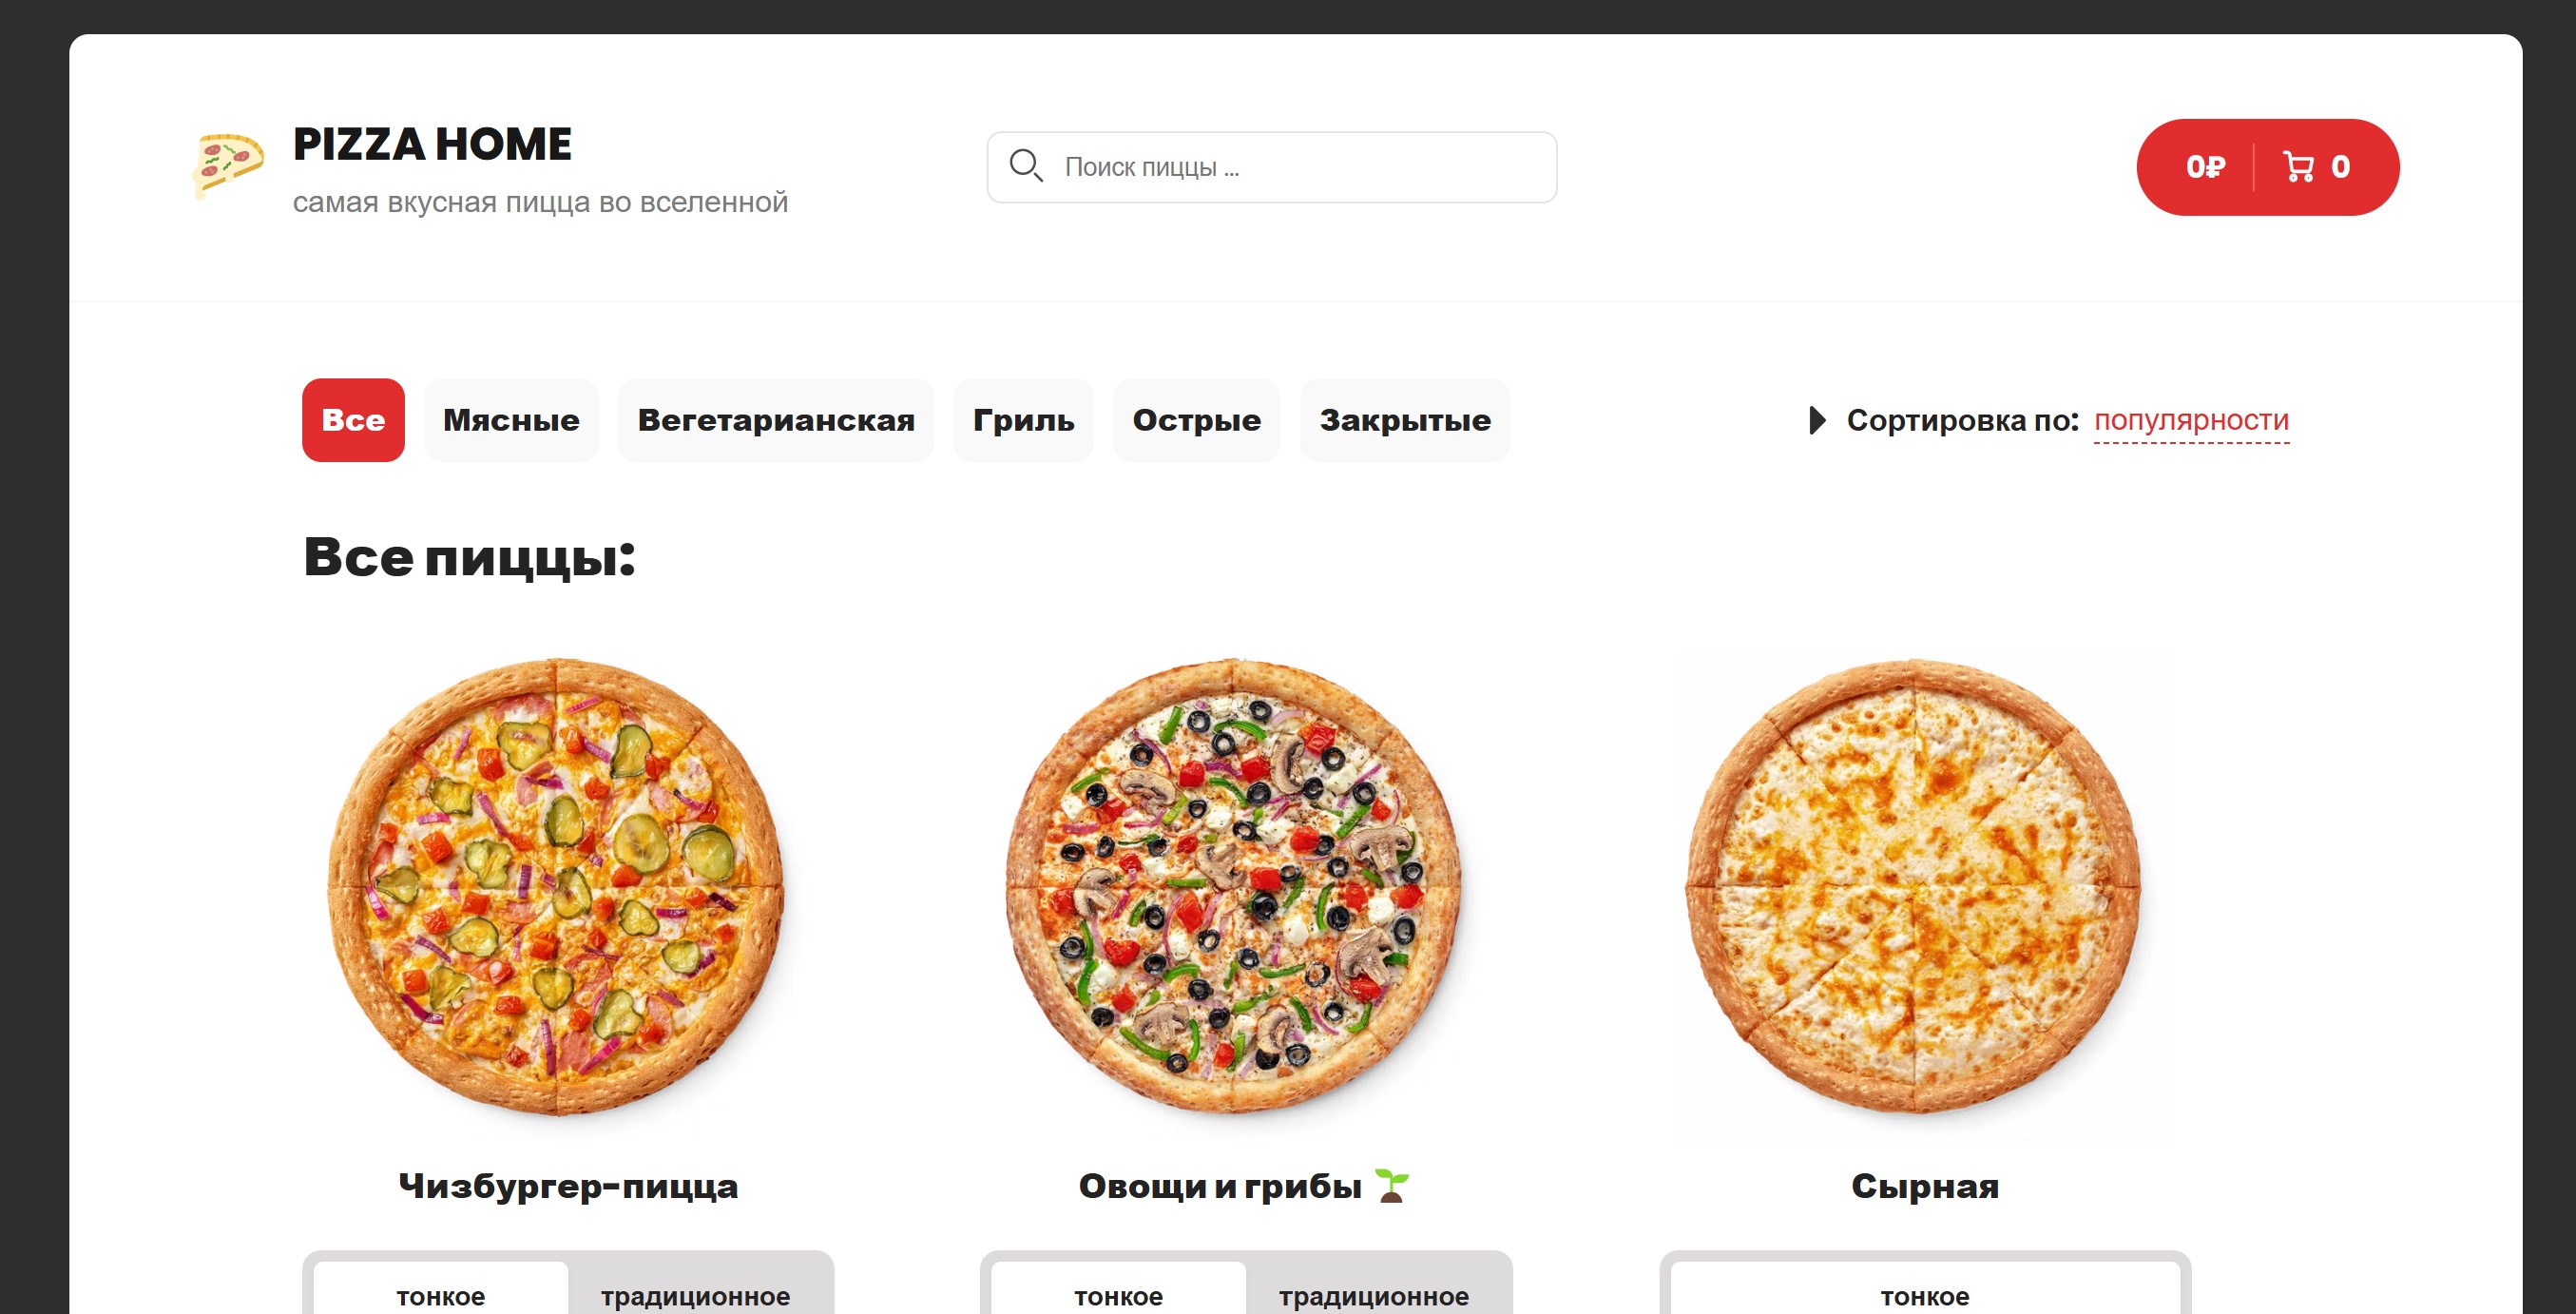 PIZZA HOME
самая вкусная пицца во вселенной
Поиск пиццы ...
0₽ 0
Все Мясные Вегетарианская Гриль Острые Закрытые
Сортировка по: популярности
Все пиццы:
Чизбургер-пицца
Овощи и грибы 🌱
Сырная
тонкое традиционное
тонкое традиционное
тонкое